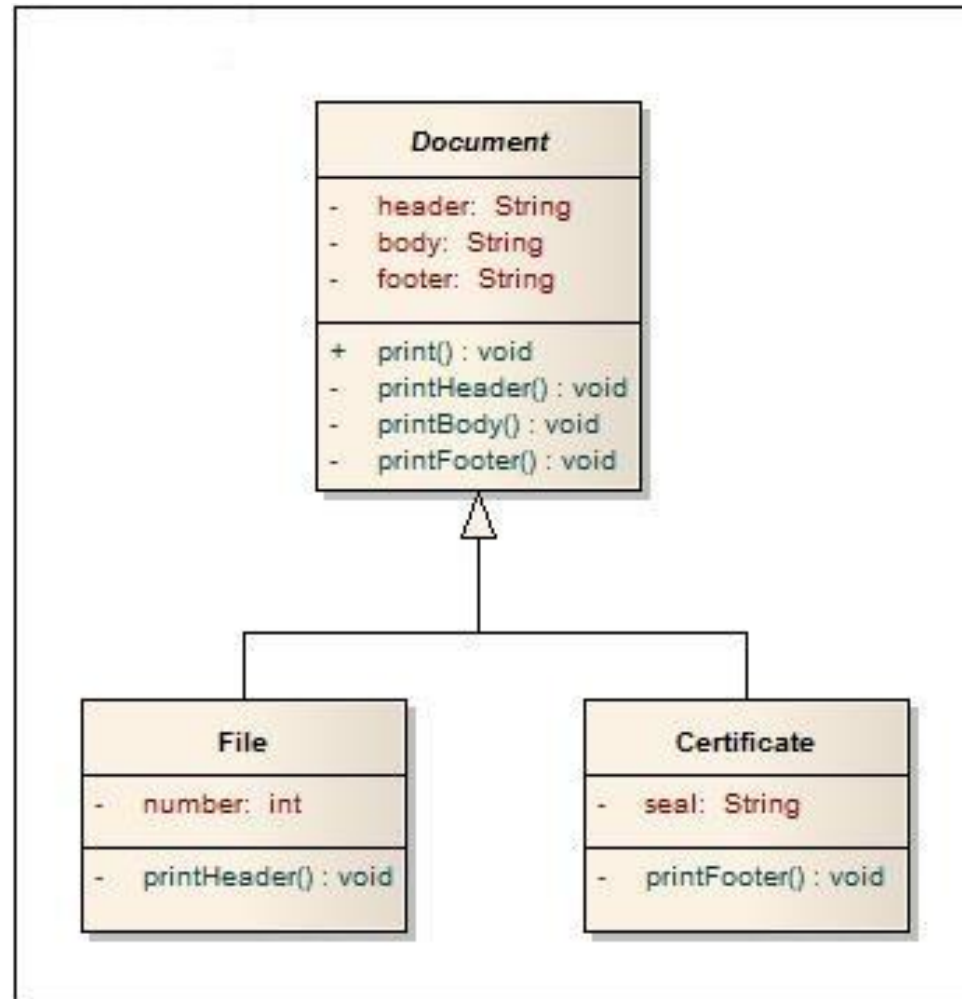 Document
- header: String
- body: String
- footer: String
+ print() : void
- printHeader() : void
- printBody() : void
- printFooter() : void
File
- number: int
- printHeader() : void
Certificate
- seal: String
- printFooter() : void